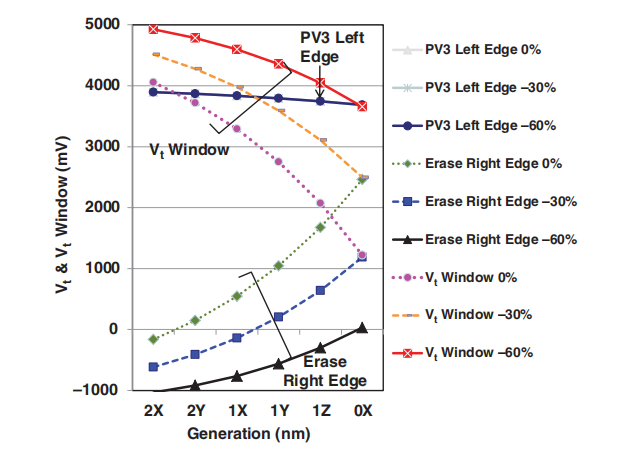 5000
4000
3000
2000
1000
0
−1000
Vt & Vt Window (mV)
PV3 Left
Edge
Vt Window
Erase
Right Edge
2X 2Y 1X 1Y 1Z 0X
Generation (nm)
PV3 Left Edge 0%
PV3 Left Edge −30%
PV3 Left Edge −60%
Erase Right Edge 0%
Erase Right Edge −30%
Erase Right Edge −60%
Vt Window 0%
Vt Window −30%
Vt Window −60%